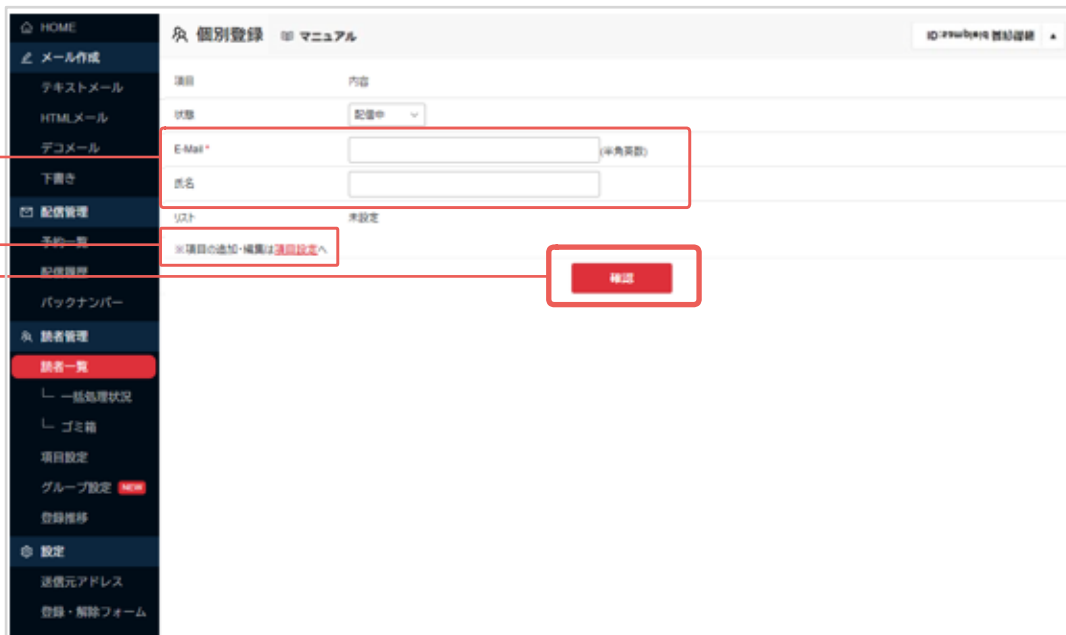 HOME
メール作成
テキストメール
HTMLメール
デコメール
下書き
配信管理
予約一覧
配信履歴
バックナンバー
読者管理
読者一覧
└ 一括処理状況
└ ゴミ箱
項目設定
グループ設定 NEW
登録推移
設定
送信元アドレス
登録・解除フォーム
個別登録 マニュアル
ID:
項目 内容
状態 配信中
E-Mail* (半角英数)
氏名
リスト 未設定
※項目の追加・編集は項目設定へ
確認